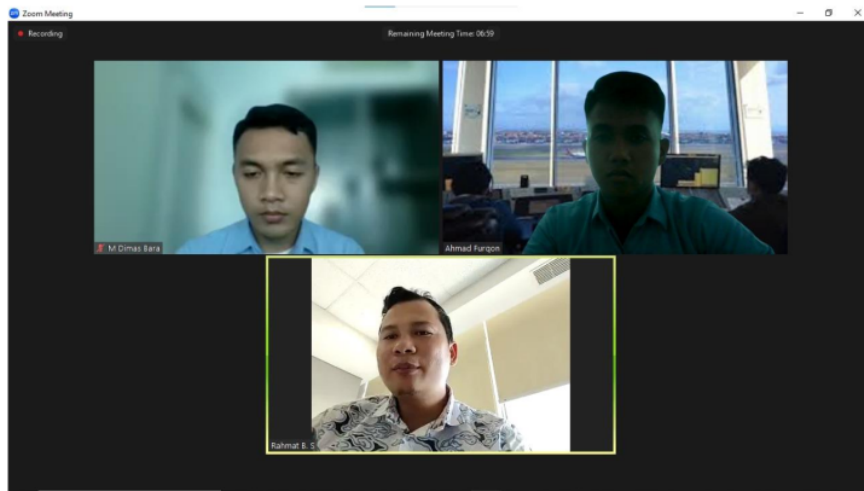 Zoom Meeting
Recording
Remaining Meeting Time: 06:59
M Dimas Bara
Ahmad Furqon
Rahmat B. S